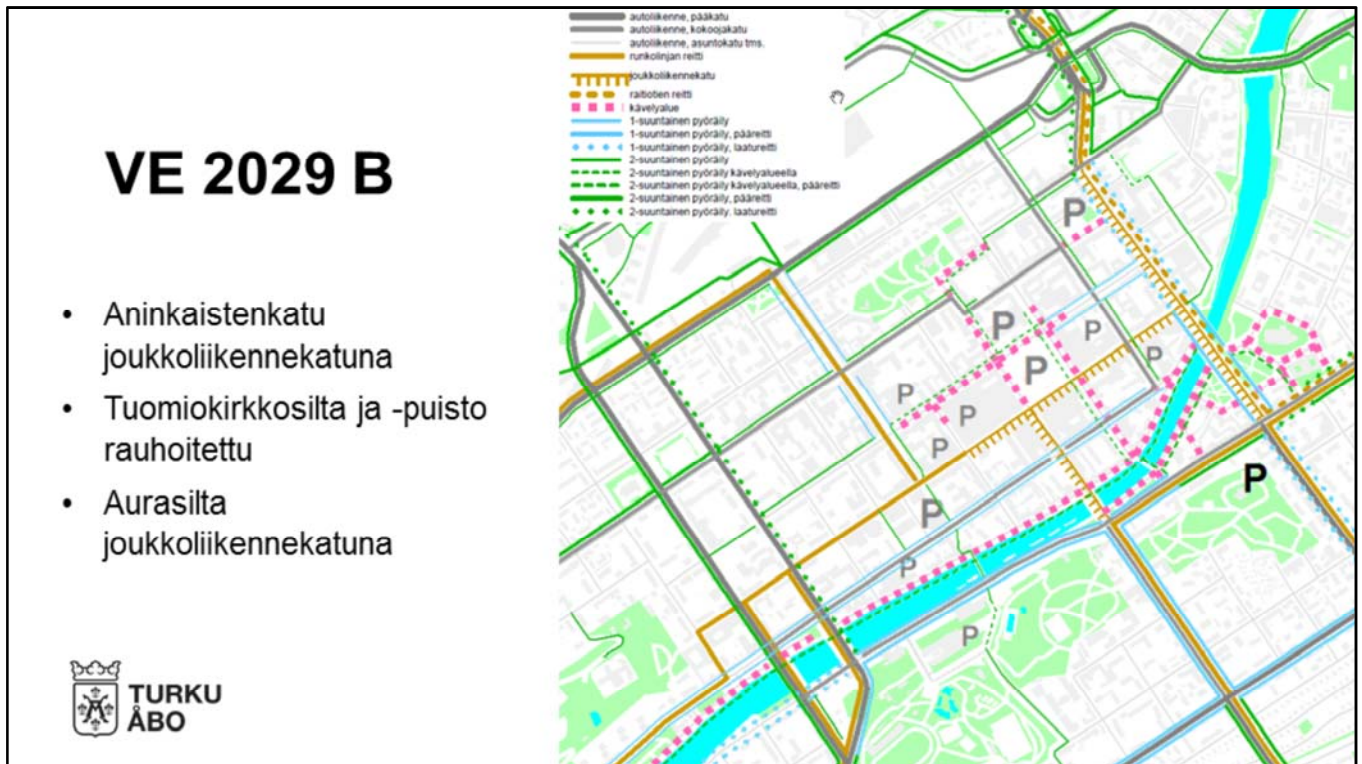 VE 2029 B
• Aninkaistenkatu
joukkoliikennekatuna
• Tuomiokirkkosilta ja -puisto
rauhoitettu
• Aurasilta
joukkoliikennekatuna
TURKU
ÅBO
autoliikenne, pääkatu
autoliikenne, kokoojakatu
autoliikenne, asuntokatu tms.
runkolinjan reitti
joukkoliikennekatu
raitiotien reitti
kävelyalue
1-suuntainen pyöräily
1-suuntainen pyöräily, pääreitti
1-suuntainen pyöräily, laatureitti
2-suuntainen pyöräily
2-suuntainen pyöräily kävelyalueella
2-suuntainen pyöräily kävelyalueella, pääreitti
2-suuntainen pyöräily, pääreitti
2-suuntainen pyöräily, laatureitti
P
P
P
P
P
P
P
P
P
P
P
P